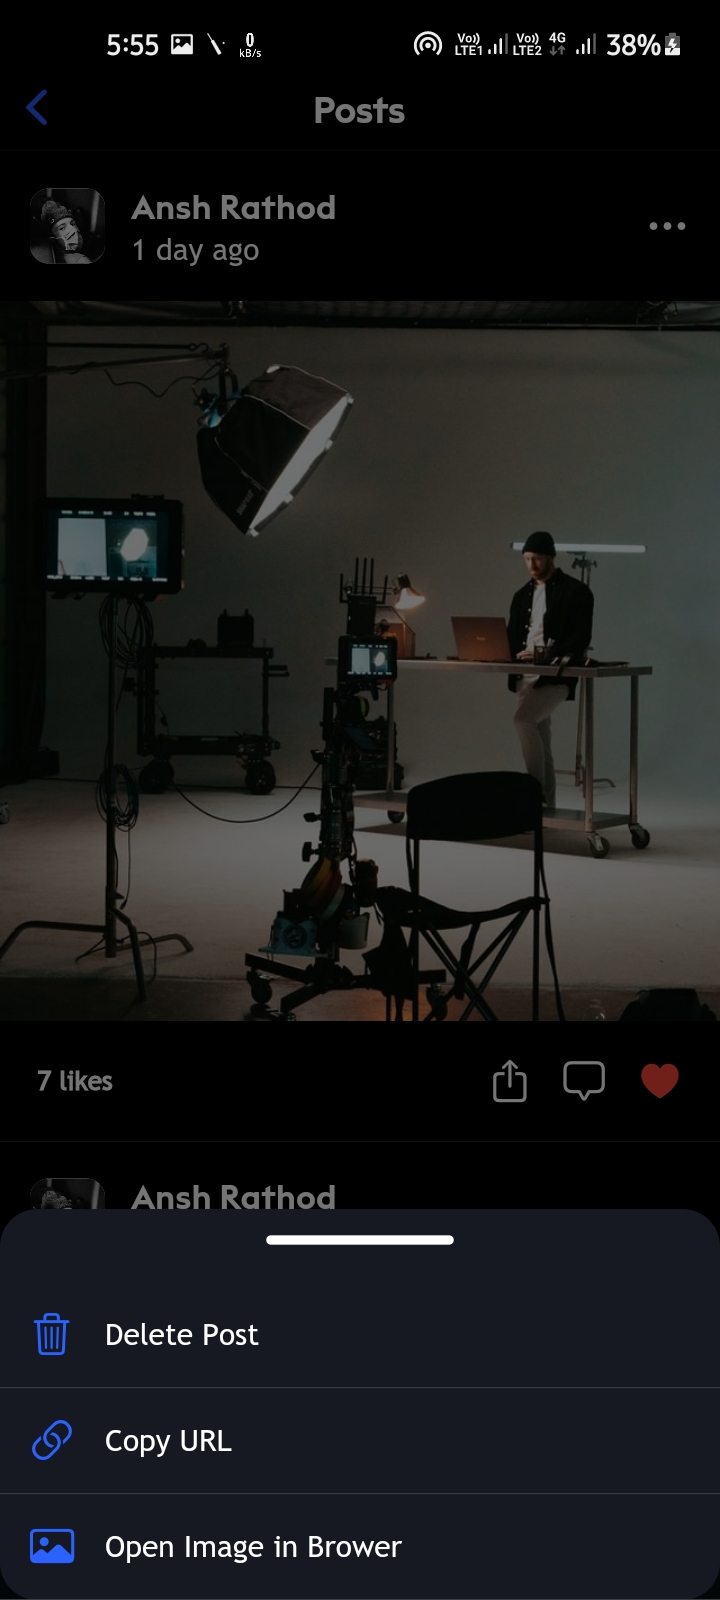 5:55
0
kB/s
Vo))
LTE1
Vo))
LTE2
4G
38%
Posts
Ansh Rathod
1 day ago
7 likes
Ansh Rathod
Delete Post
Copy URL
Open Image in Brower